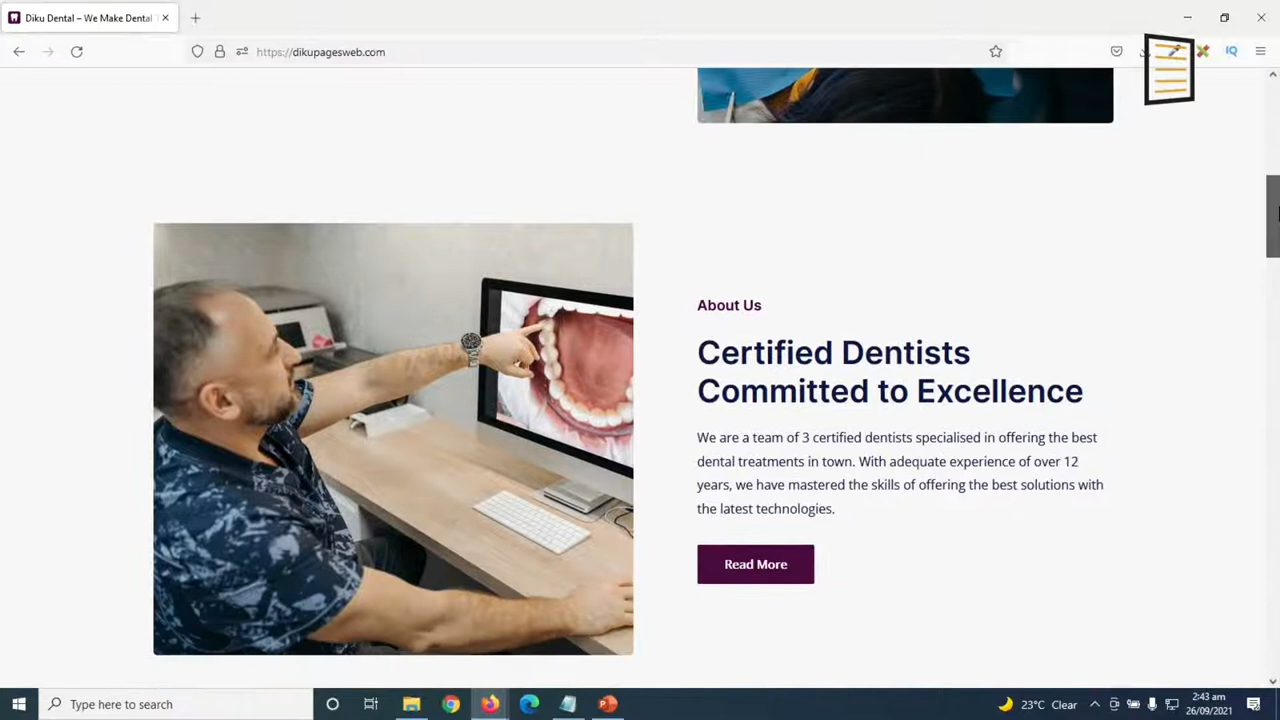 Diku Dental – We Make Dental T
https://dikupagesweb.com
IQ
About Us
Certified Dentists
Committed to Excellence
We are a team of 3 certified dentists specialised in offering the best
dental treatments in town. With adequate experience of over 12
years, we have mastered the skills of offering the best solutions with
the latest technologies.
Read More
Type here to search
23°C Clear
2:43 am
26/09/2021